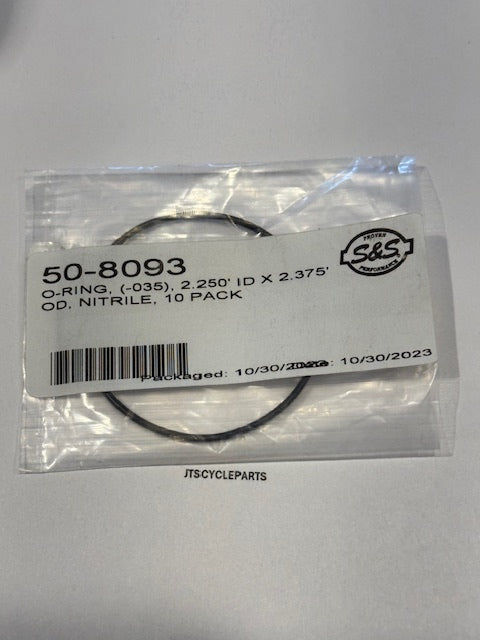 PROVEN
S&S
PERFORMANCE
50-8093
O-RING, (-035), 2.250' ID X 2.375'
OD, NITRILE, 10 PACK
Packaged: 10/30/2023 : 10/30/2023
JTSCYCLEPARTS